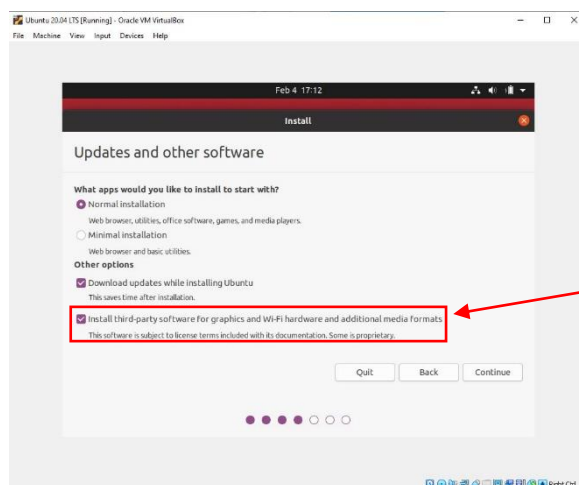 Ubuntu 20.04 LTS [Running] - Oracle VM VirtualBox
File Machine View Input Devices Help
Feb 4 17:12
Install
Updates and other software
What apps would you like to install to start with?
Normal installation
Web browser, utilities, office software, games, and media players.
Minimal installation
Web browser and basic utilities.
Other options
Download updates while installing Ubuntu
This saves time after installation.
Install third-party software for graphics and Wi-Fi hardware and additional media formats
This software is subject to license terms included with its documentation. Some is proprietary.
Quit Back Continue
Right Ctrl